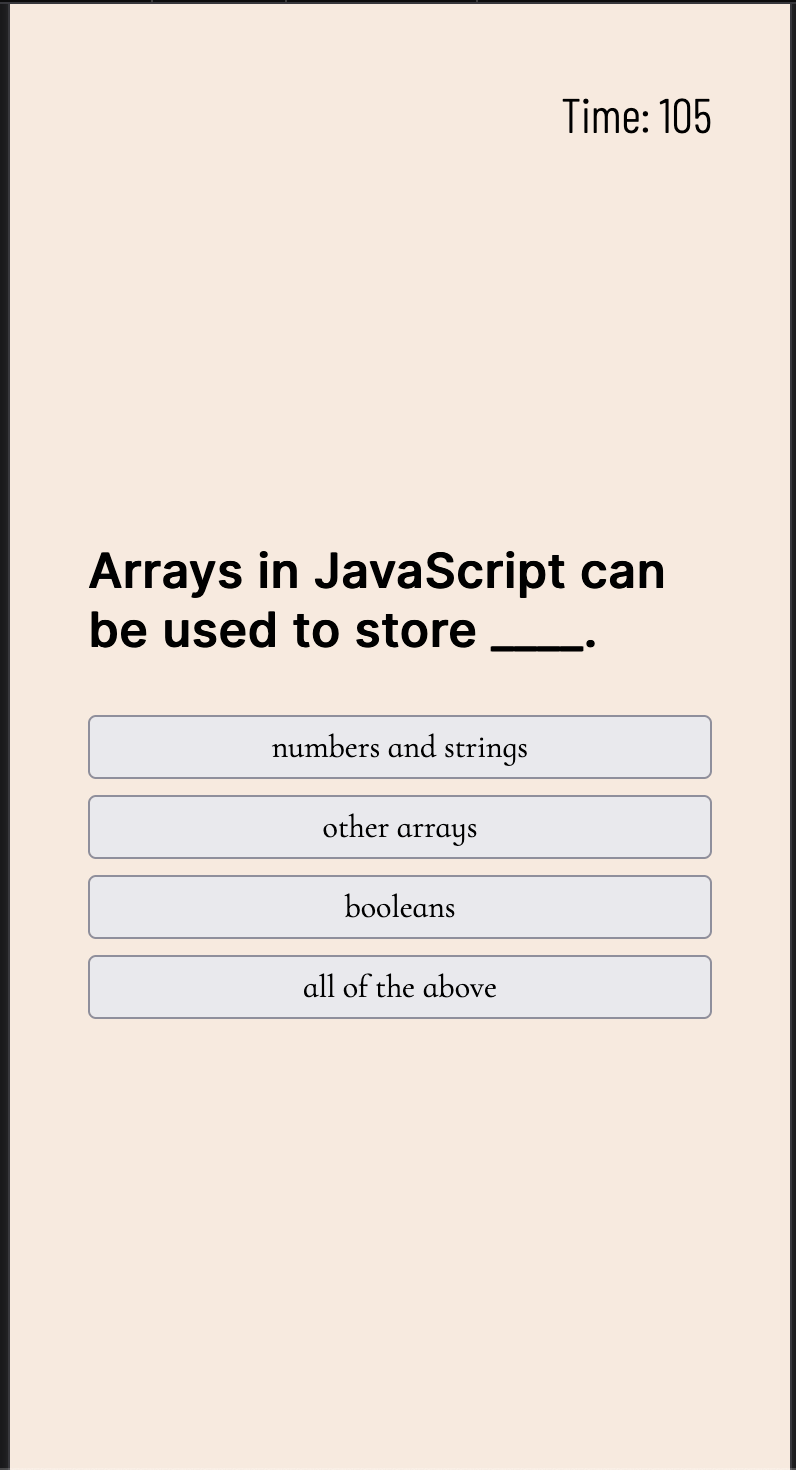 Time: 105
Arrays in JavaScript can
be used to store ____.
numbers and strings
other arrays
booleans
all of the above